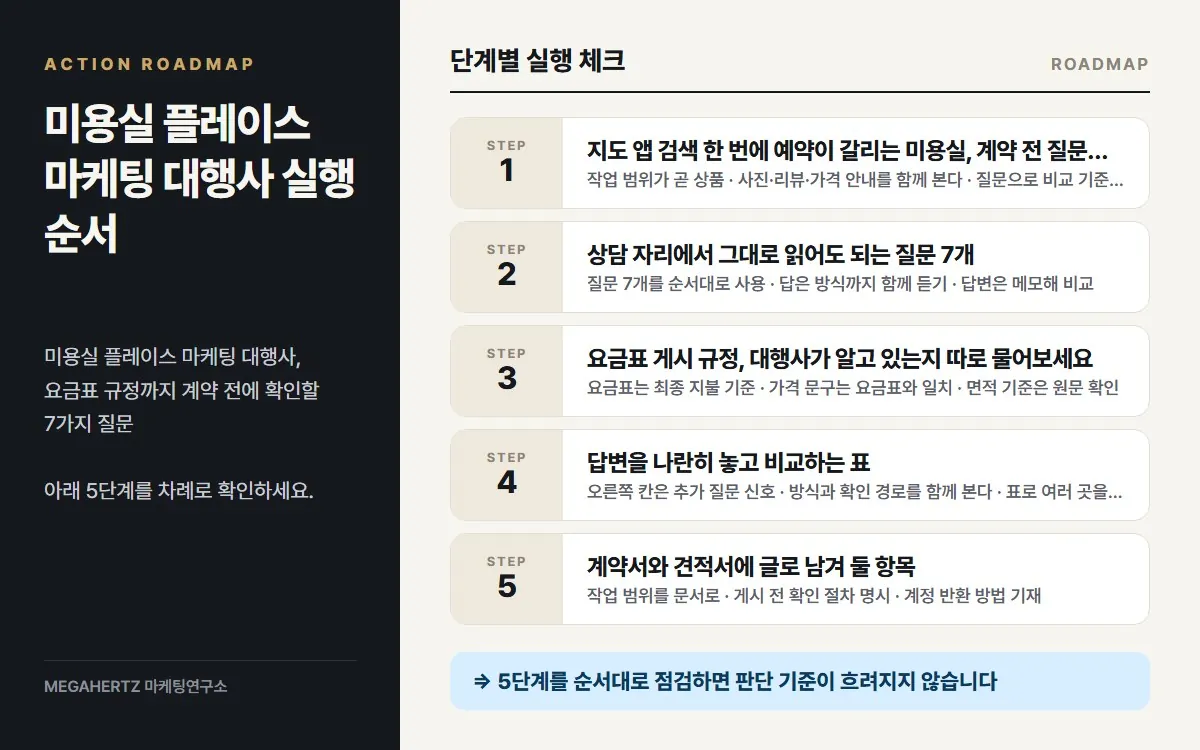 ACTION ROADMAP
미용실 플레이스
마케팅 대행사 실행
순서
미용실 플레이스 마케팅 대행사,
요금표 규정까지 계약 전에 확인할
7가지 질문
아래 5단계를 차례로 확인하세요.
MEGAHERTZ 마케팅연구소
단계별 실행 체크
ROADMAP
STEP
1
지도 앱 검색 한 번에 예약이 갈리는 미용실, 계약 전 질문...
작업 범위가 곧 상품 · 사진·리뷰·가격 안내를 함께 본다 · 질문으로 비교 기준...
STEP
2
상담 자리에서 그대로 읽어도 되는 질문 7개
질문 7개를 순서대로 사용 · 답은 방식까지 함께 듣기 · 답변은 메모해 비교
STEP
3
요금표 게시 규정, 대행사가 알고 있는지 따로 물어보세요
요금표는 최종 지불 기준 · 가격 문구는 요금표와 일치 · 면적 기준은 원문 확인
STEP
4
답변을 나란히 놓고 비교하는 표
오른쪽 칸은 추가 질문 신호 · 방식과 확인 경로를 함께 본다 · 표로 여러 곳을...
STEP
5
계약서와 견적서에 글로 남겨 둘 항목
작업 범위를 문서로 · 게시 전 확인 절차 명시 · 계정 반환 방법 기재
→ 5단계를 순서대로 점검하면 판단 기준이 흐려지지 않습니다